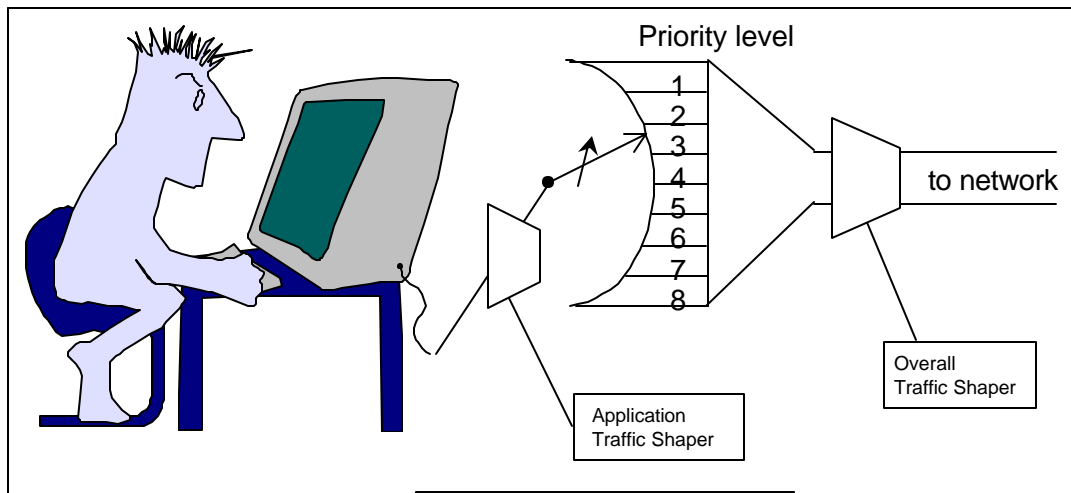 Priority level
1
2
3
4
5
6
7
8
to network
Overall
Traffic Shaper
Application
Traffic Shaper